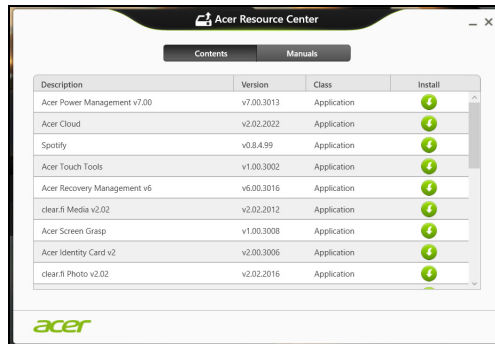 Acer Resource Center
Contents Manuals
Description Version Class Install
Acer Power Management v7.00 v7.00.3013 Application
Acer Cloud v2.02.2022 Application
Spotify v0.8.4.99 Application
Acer Touch Tools v1.00.3002 Application
Acer Recovery Management v6 v6.00.3016 Application
clear.fi Media v2.02 v2.02.2012 Application
Acer Screen Grasp v1.00.3008 Application
Acer Identity Card v2 v2.00.3006 Application
clear.fi Photo v2.02 v2.02.2016 Application
acer